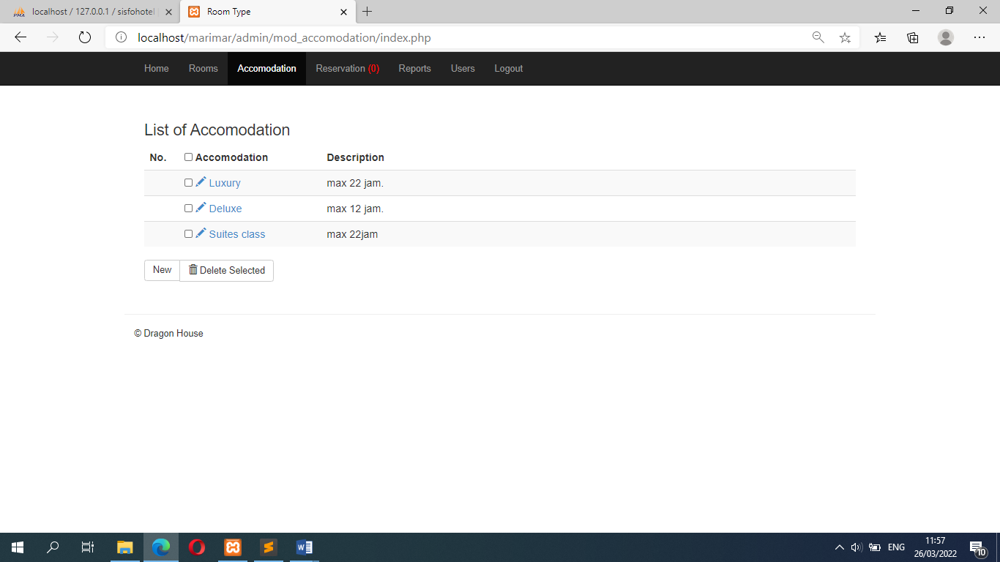 localhost / 127.0.0.1 / sisfohotel
Room Type
localhost/marimar/admin/mod_accomodation/index.php
Home Rooms Accomodation Reservation (0) Reports Users Logout
List of Accomodation
No. Accomodation Description
Luxury max 22 jam.
Deluxe max 12 jam.
Suites class max 22jam
New Delete Selected
© Dragon House
ENG
11:57
26/03/2022
10